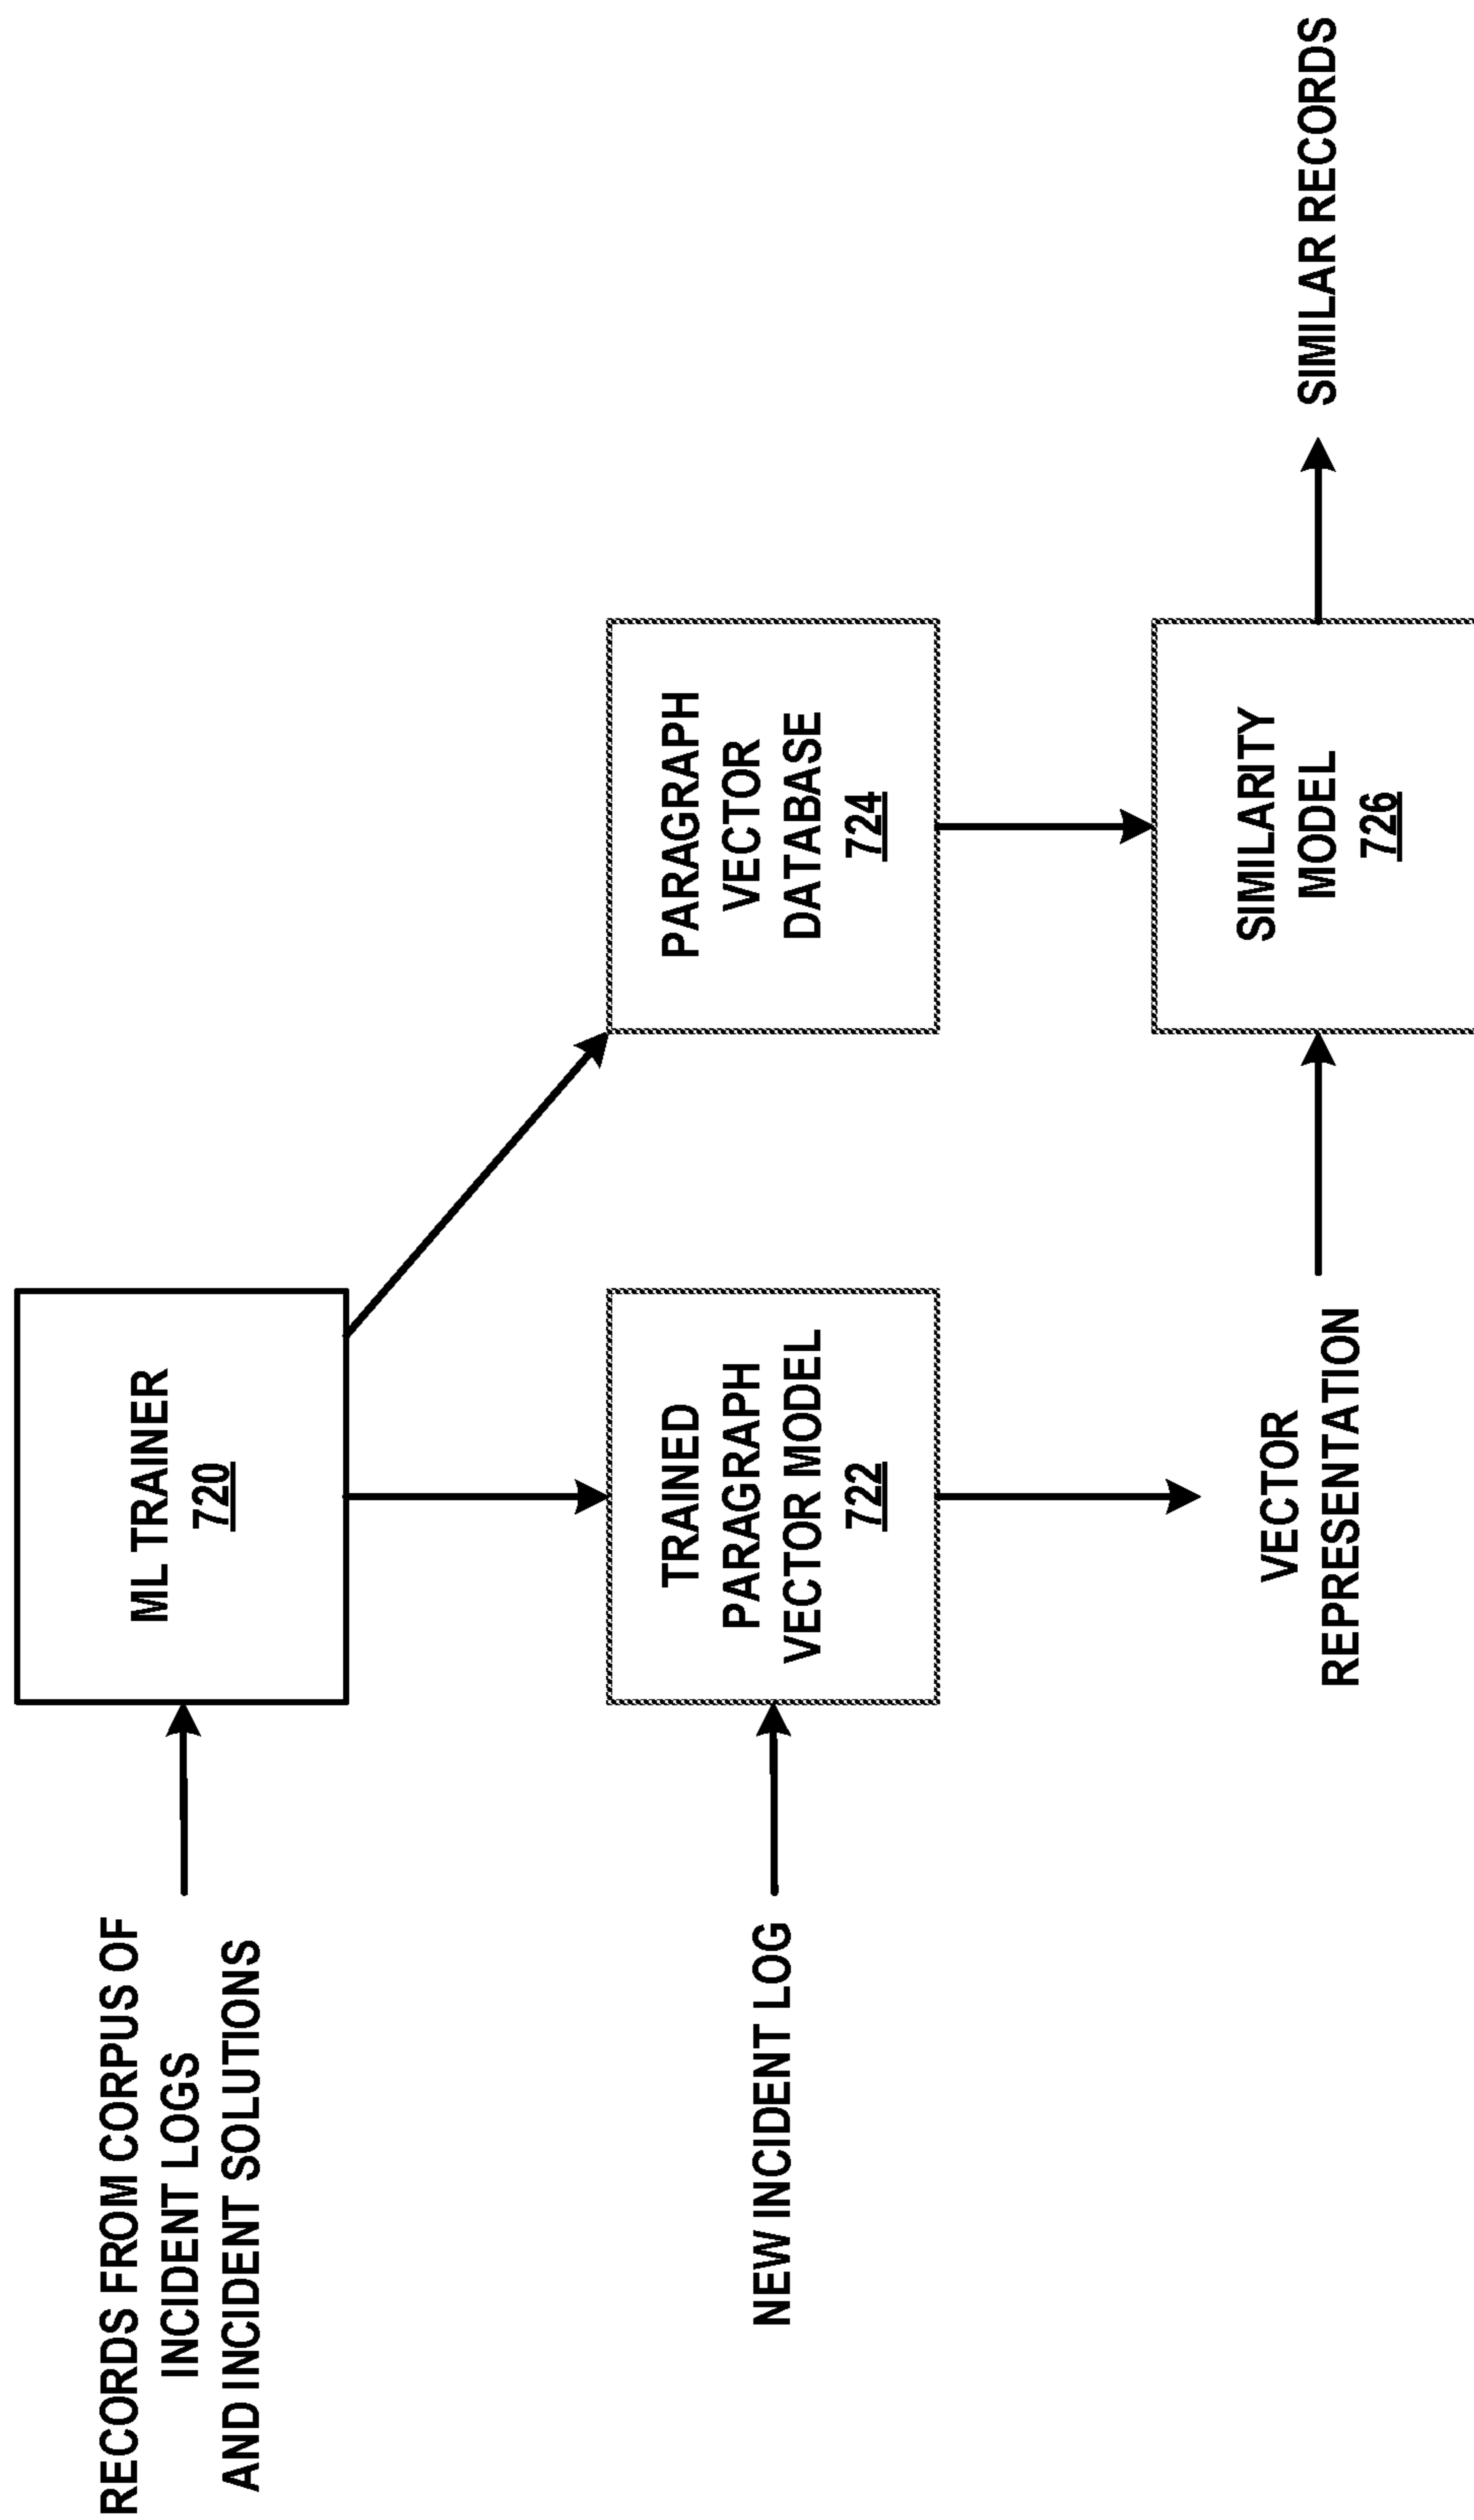 RECORDS FROM CORPUS OF
INCIDENT LOGS
AND INCIDENT SOLUTIONS
ML TRAINER
720
NEW INCIDENT LOG
TRAINED
PARAGRAPH
VECTOR MODEL
722
PARAGRAPH
VECTOR
DATABASE
724
VECTOR
REPRESENTATION
SIMILARITY
MODEL
726
SIMILAR RECORDS